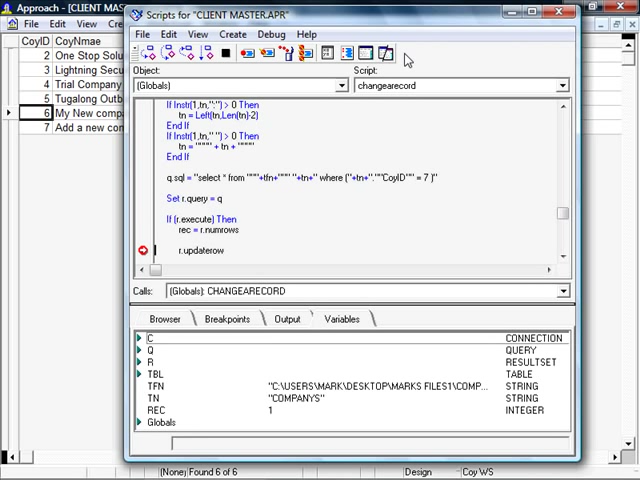 Approach - [CLIENT
File Edit View
Scripts for "CLIENT MASTER.APR"
File Edit View Create Debug Help
Object:
Script:
(Globals)
changearecord
CoyID CoyNmae
2 One Stop Solu
3 Lightning Secu
4 Trial Company
5 Tugalong Outb
6 My New compa
7 Add a new con
If Instr(1,tn,":") > 0 Then
tn = Left(tn,Len(tn)-2)
End If
If Instr(1,tn," ") > 0 Then
tn = """" + tn + """"
End If
q.sql = "select * from """+tfn+""" "+tn+" where ("+tn+".""CoyID"" = 7 )"
Set r.query = q
If (r.execute) Then
rec = r.numrows
r.updaterow
Calls: (Globals): CHANGEARECORD
Browser Breakpoints Output Variables
C CONNECTION
Q QUERY
R RESULTSET
TBL TABLE
TFN "C:\USERS\MARK\DESKTOP\MARKS FILES1\COMP... STRING
TN "COMPANYS" STRING
REC 1 INTEGER
Globals
(None) Found 6 of 6 Design Coy WS